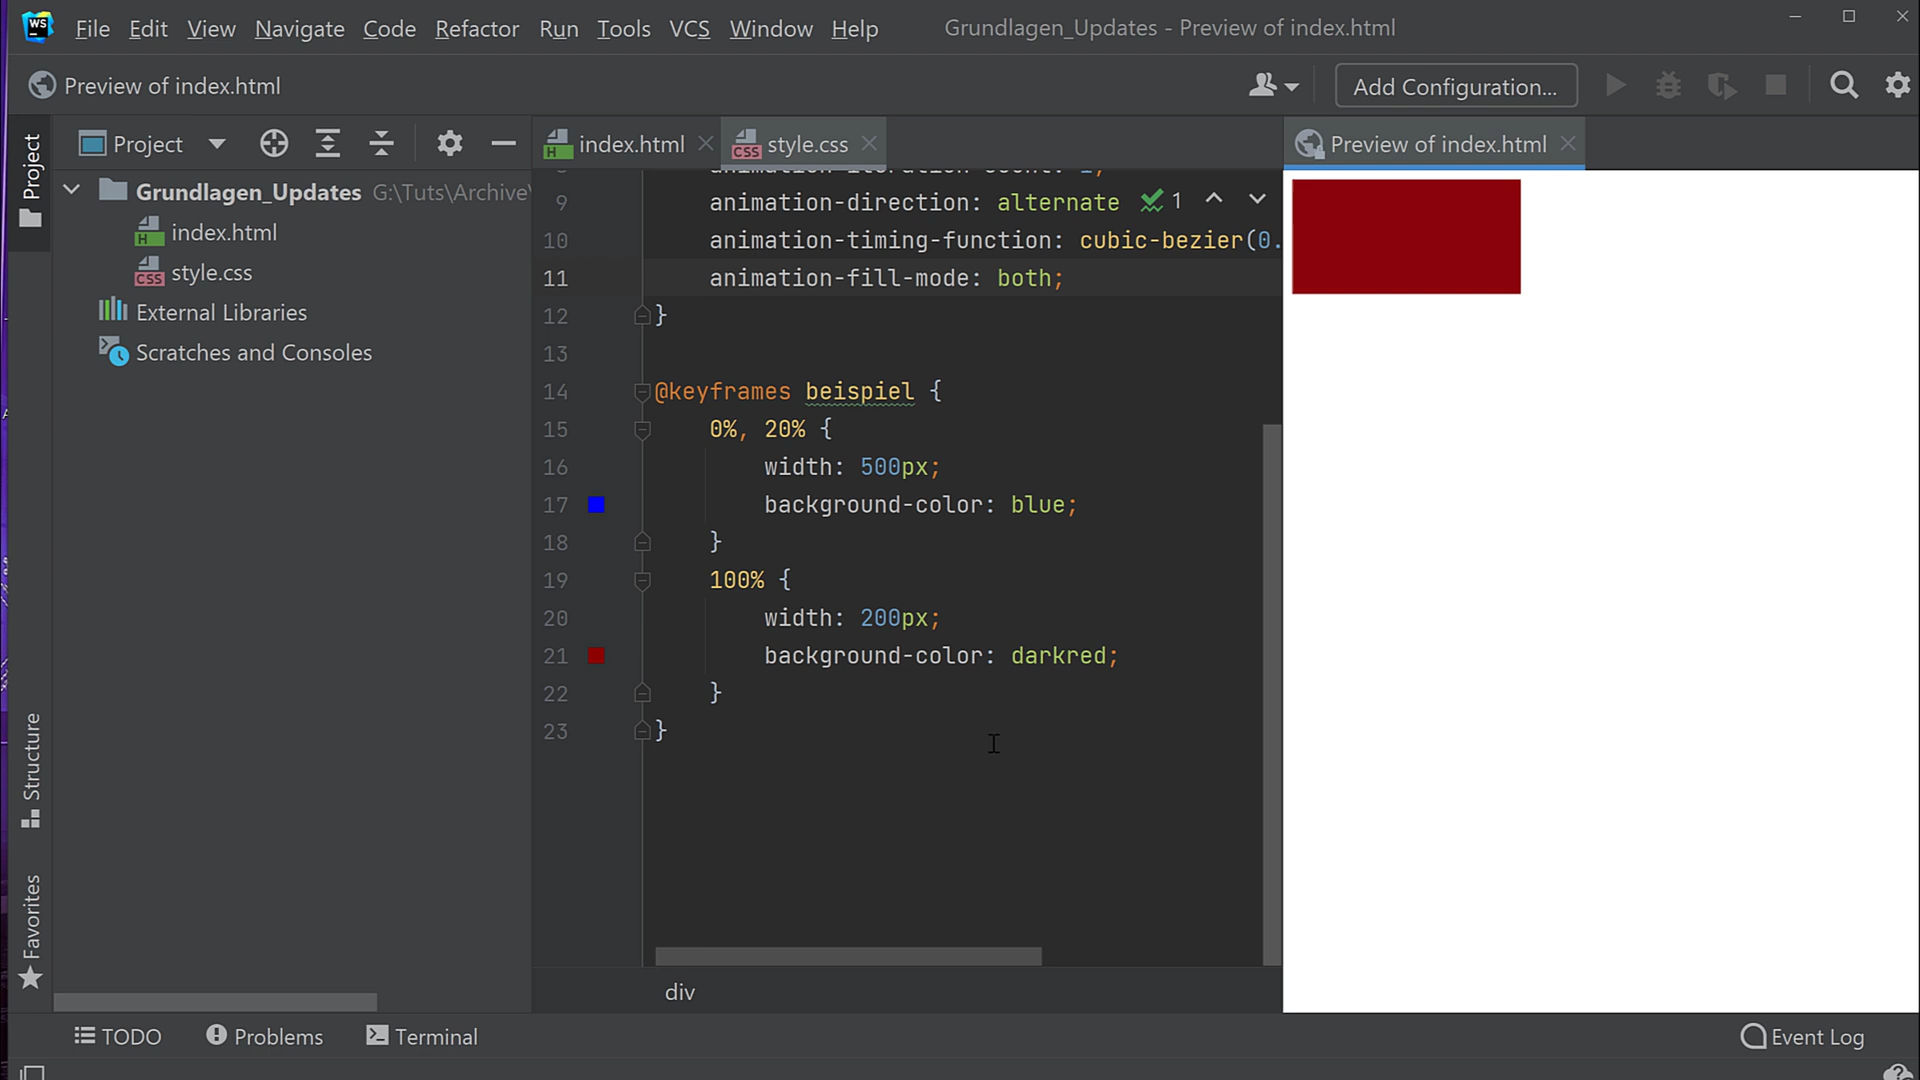 WS File Edit View Navigate Code Refactor Run Tools VCS Window Help Grundlagen_Updates - Preview of index.html
Preview of index.html Add Configuration...
Project
Project
index.html
style.css
Preview of index.html
Grundlagen_Updates G:\Tuts\Archive\
index.html
style.css
External Libraries
Scratches and Consoles
9 animation-direction: alternate 1
10 animation-timing-function: cubic-bezier(0.
11 animation-fill-mode: both;
12 }
13
14 @keyframes beispiel {
15 0%, 20% {
16 width: 500px;
17 background-color: blue;
18 }
19 100% {
20 width: 200px;
21 background-color: darkred;
22 }
23 }
Structure
Favorites
div
TODO Problems Terminal Event Log